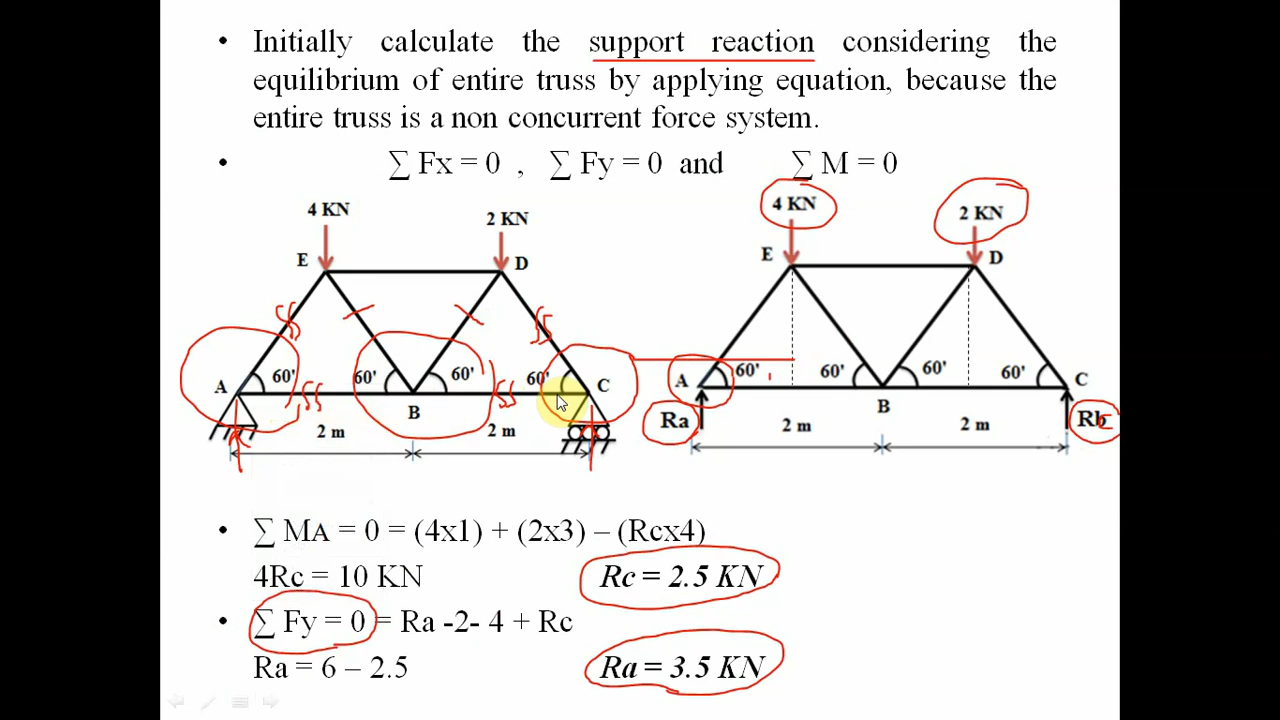 • Initially calculate the support reaction considering the
equilibrium of entire truss by applying equation, because the
entire truss is a non concurrent force system.
• ∑ Fx = 0 , ∑ Fy = 0 and ∑ M = 0
4 KN
2 KN
E
D
A
60'
60'
60'
60'
C
B
2 m
2 m
4 KN
2 KN
E
D
A
60'
60'
60'
60'
C
B
Ra
2 m
2 m
• ∑ MA = 0 = (4x1) + (2x3) – (Rcx4)
4Rc = 10 KN Rc = 2.5 KN
• ∑ Fy = 0 = Ra -2- 4 + Rc
Ra = 6 – 2.5 Ra = 3.5 KN